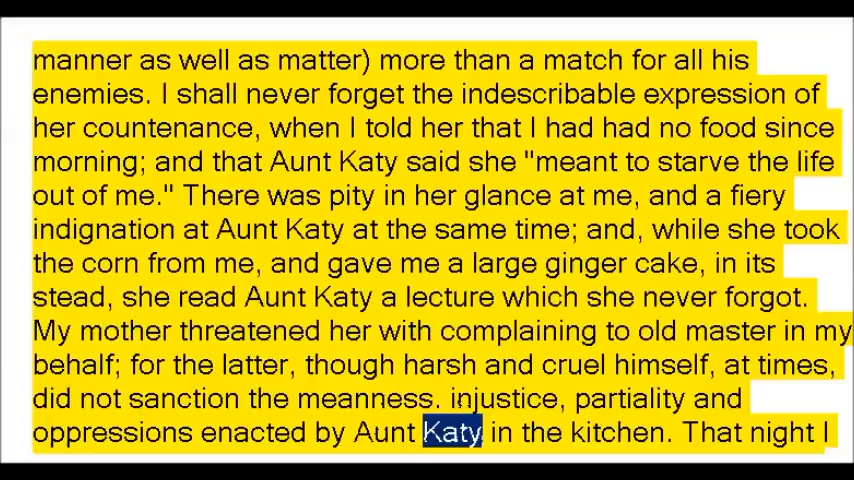 manner as well as matter) more than a match for all his
enemies. I shall never forget the indescribable expression of
her countenance, when I told her that I had had no food since
morning; and that Aunt Katy said she "meant to starve the life
out of me." There was pity in her glance at me, and a fiery
indignation at Aunt Katy at the same time; and, while she took
the corn from me, and gave me a large ginger cake, in its
stead, she read Aunt Katy a lecture which she never forgot.
My mother threatened her with complaining to old master in my
behalf; for the latter, though harsh and cruel himself, at times,
did not sanction the meanness, injustice, partiality and
oppressions enacted by Aunt Katy in the kitchen. That night I